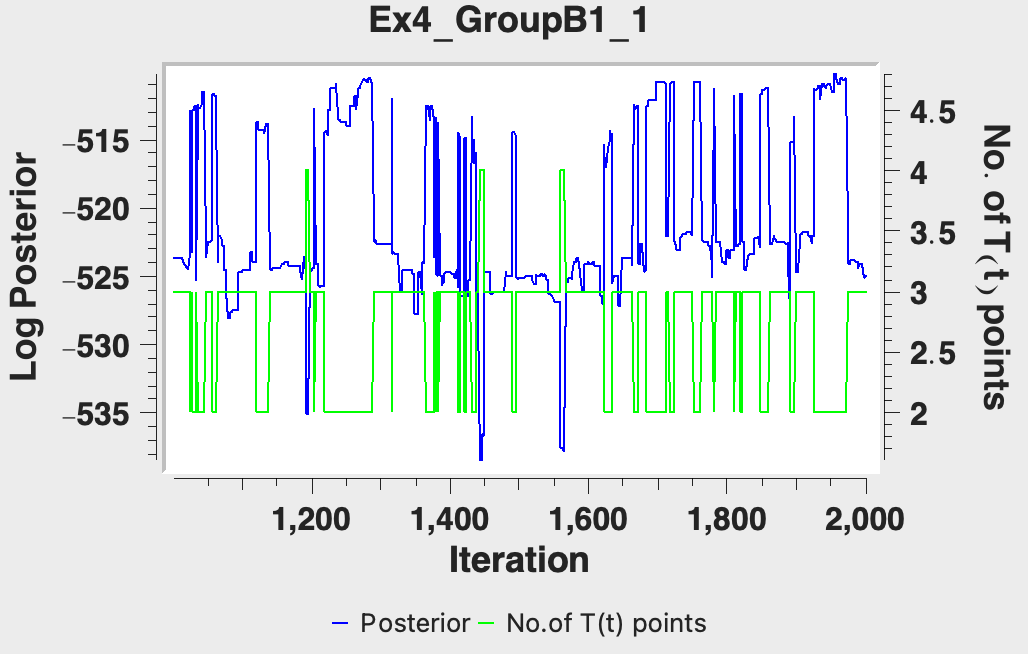 Ex4_GroupB1_1
Log Posterior
−515
−520
−525
−530
−535
4.5
4
3.5
3
2.5
2
No. of T(t) points
1,200 1,400 1,600 1,800 2,000
Iteration
Posterior No.of T(t) points